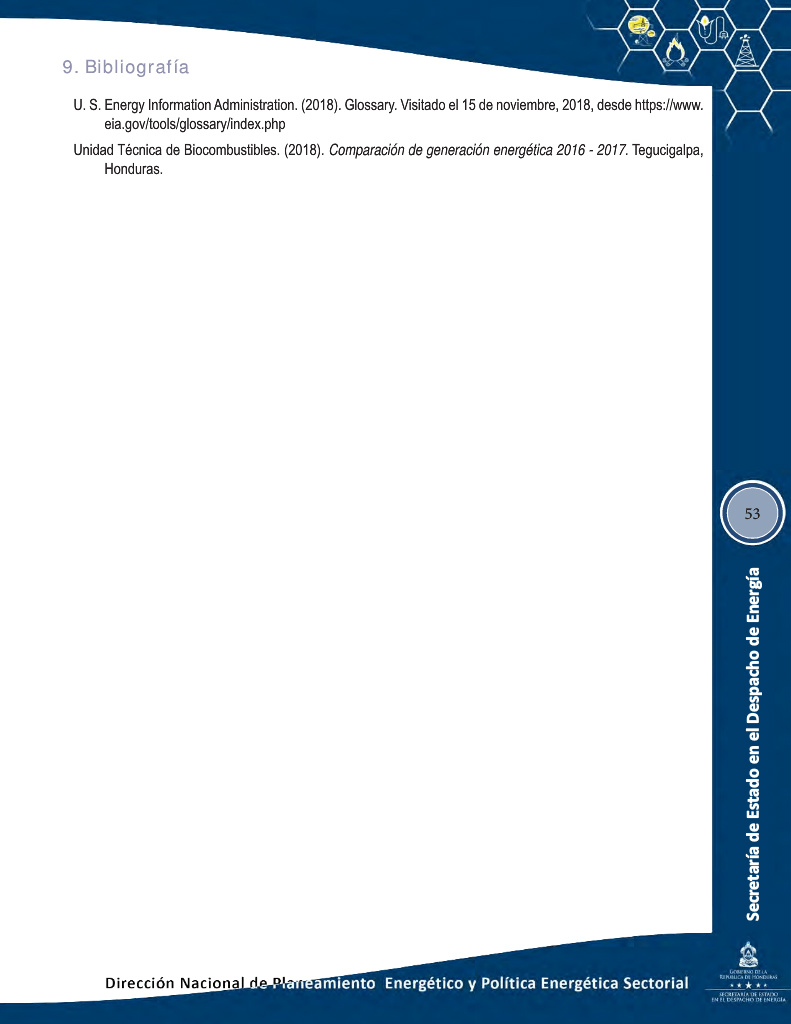 9. Bibliografía
U. S. Energy Information Administration. (2018). Glossary. Visitado el 15 de noviembre, 2018, desde https://www.
eia.gov/tools/glossary/index.php
Unidad Técnica de Biocombustibles. (2018). Comparación de generación energética 2016 - 2017. Tegucigalpa,
Honduras.
53
Secretaría de Estado en el Despacho de Energía
Dirección Nacional de Planeamiento Energético y Política Energética Sectorial
GOBIERNO DE LA
REPÚBLICA DE HONDURAS
SECRETARÍA DE ESTADO
EN EL DESPACHO DE ENERGÍA